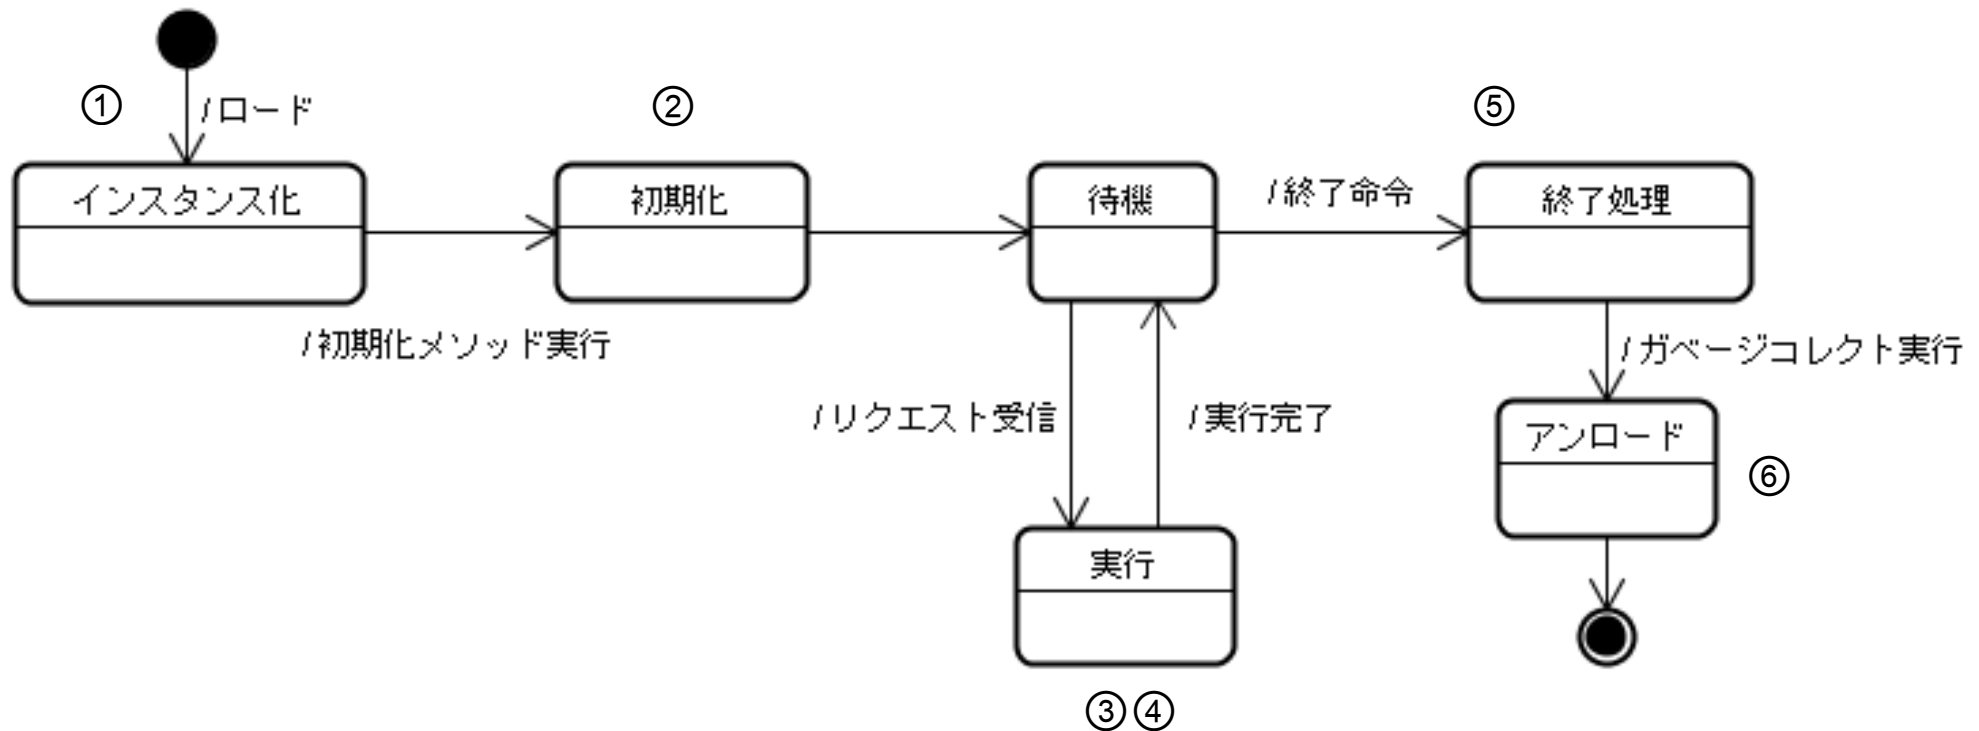 ①
/ロード
②
⑤
インスタンス化
初期化
待機
/終了命令
終了処理
/初期化メソッド実行
/ガベージコレクト実行
/リクエスト受信
/実行完了
アンロード
⑥
実行
③④